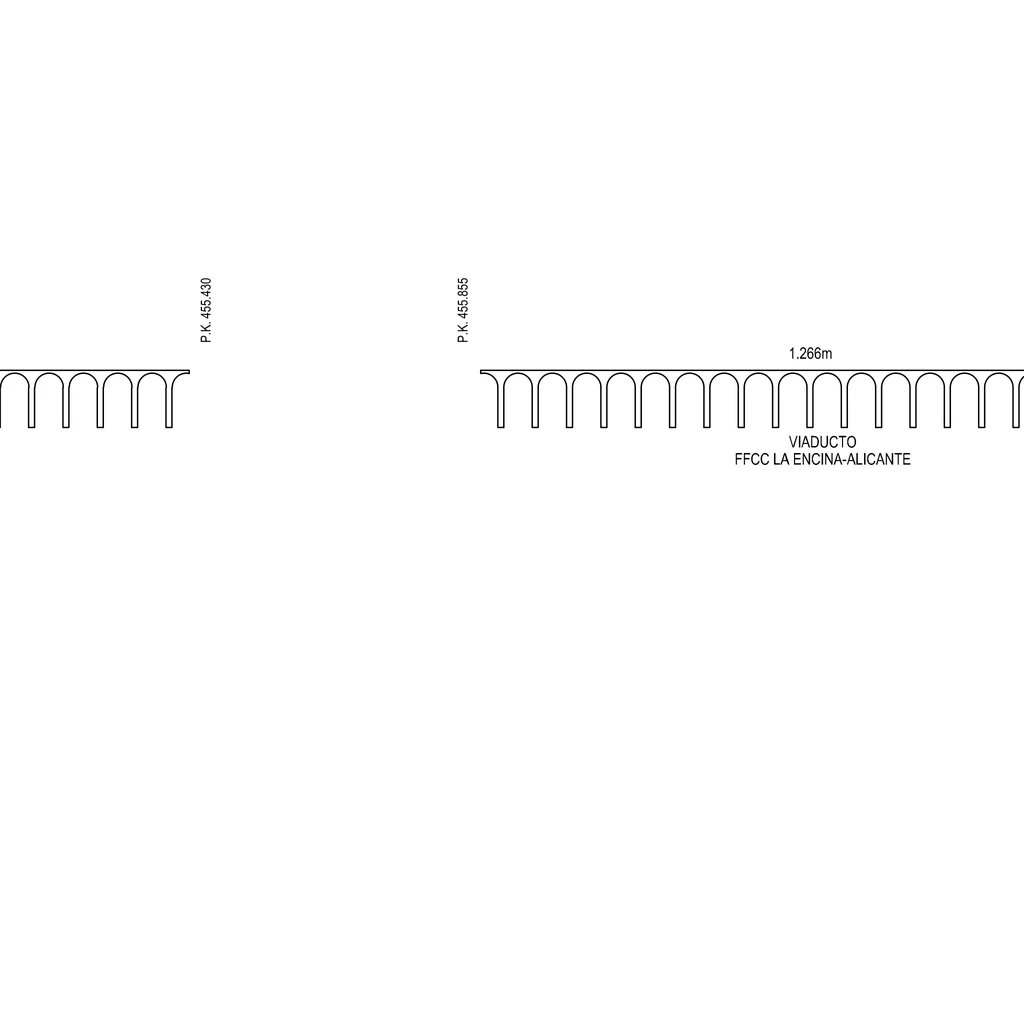 P.K. 455.430
P.K. 455.855
1.266m
VIADUCTO
FFCC LA ENCINA-ALICANTE